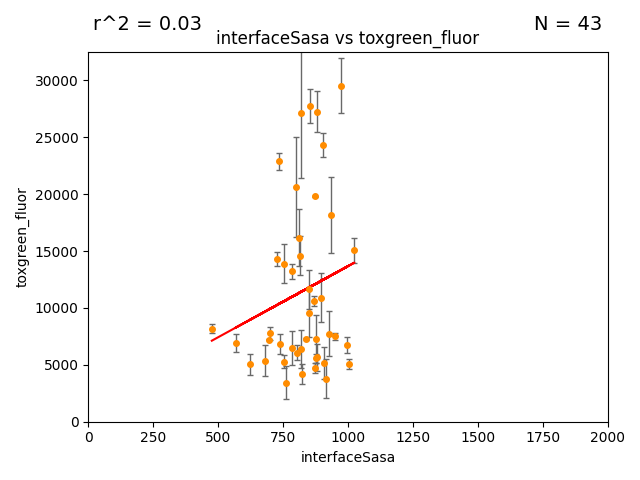 r^2 = 0.03
N = 43
interfaceSasa vs toxgreen_fluor
30000
25000
20000
15000
10000
5000
0
toxgreen_fluor
0 250 500 750 1000 1250 1500 1750 2000
interfaceSasa